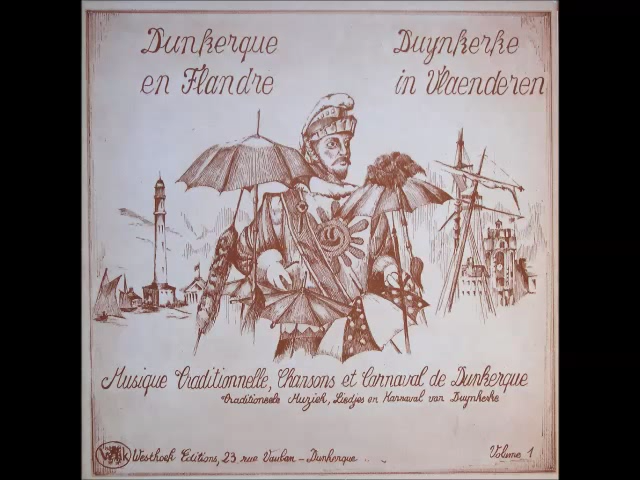 Dunkerque
en Flandre
Duynkerke
in Vlaenderen
Musique Traditionnelle, Chansons et Carnaval de Dunkerque
Traditioneele Muziek, Liedjes en Karnaval van Duynkerke
Westhoek Editions, 23 rue Vauban - Dunkerque ...
Volume 1